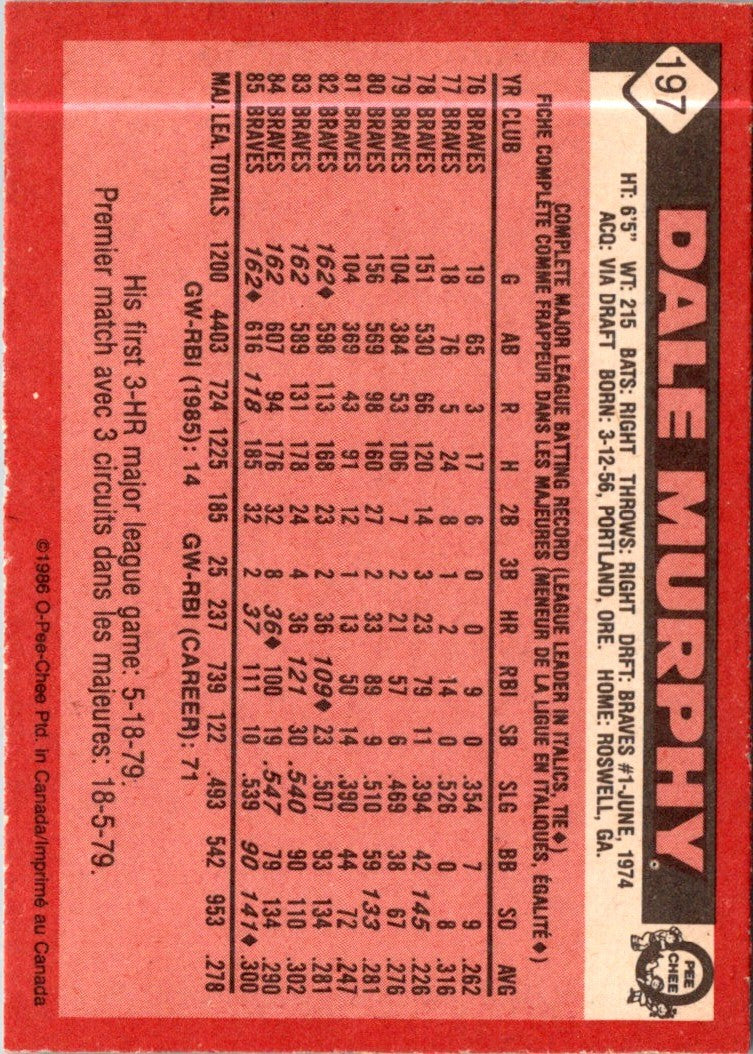 197
DALE MURPHY
O
PEE
CHEE
HT: 6'5" WT: 215 BATS: RIGHT THROWS: RIGHT DRFT: BRAVES #1-JUNE, 1974
ACQ: VIA DRAFT BORN: 3-12-56, PORTLAND, ORE. HOME: ROSWELL, GA.
COMPLETE MAJOR LEAGUE BATTING RECORD (LEAGUE LEADER IN ITALICS, TIE ♦)
FICHE COMPLÈTE COMME FRAPPEUR DANS LES MAJEURES (MENEUR DE LA LIGUE EN ITALIQUES, ÉGALITÉ ♦)
YR CLUB G AB R H 2B 3B HR RBI SB SLG BB SO AVG
76 BRAVES 19 65 3 17 6 0 0 9 0 .354 7 9 .262
77 BRAVES 18 76 5 24 8 1 2 14 0 .526 0 8 .316
78 BRAVES 151 530 66 120 14 3 23 79 11 .394 42 145 .226
79 BRAVES 104 384 53 106 7 2 21 57 6 .469 38 67 .276
80 BRAVES 156 569 98 160 27 2 33 89 9 .510 59 133 .281
81 BRAVES 104 369 43 91 12 1 13 50 14 .390 44 72 .247
82 BRAVES 162♦ 598 113 168 23 2 36 109♦ 23 .507 93 134 .281
83 BRAVES 162 589 131 178 24 4 36 121 30 .540 90 110 .302
84 BRAVES 162 607 94 176 32 8 36♦ 100 19 .547 79 134 .290
85 BRAVES 162♦ 616 118 185 32 2 37 111 10 .539 90 141♦ .300
MAJ. LEA. TOTALS 1200 4403 724 1225 185 25 237 739 122 .493 542 953 .278
GW-RBI (1985): 14 GW-RBI (CAREER): 71
His first 3-HR major league game: 5-18-79.
Premier match avec 3 circuits dans les majeures: 18-5-79.
©1986 O-Pee-Chee Ptd. in Canada/Imprimé au Canada